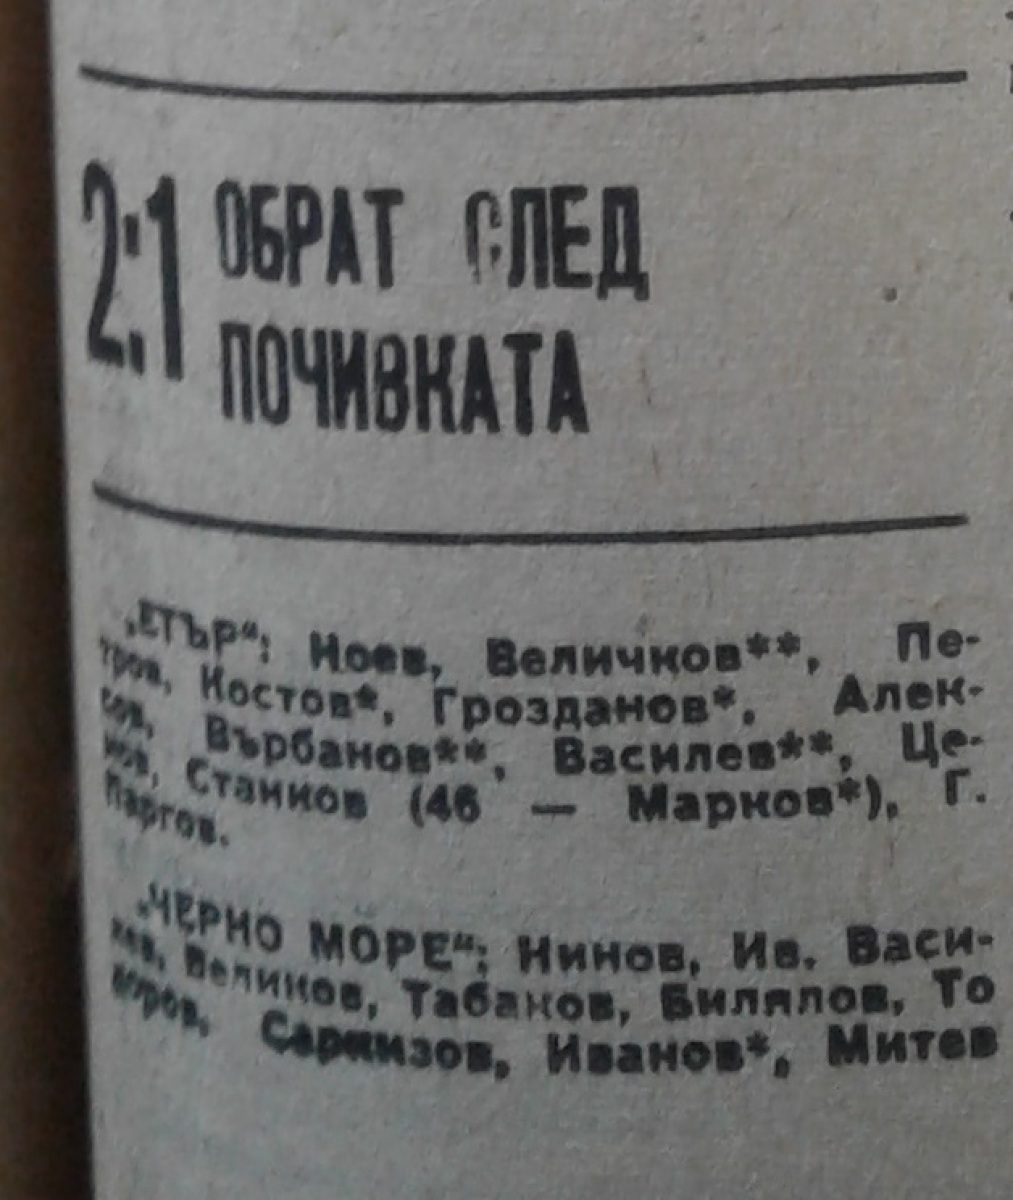 2:1 ОБРАТ СЛЕД
ПОЧИВКАТА
„ЕТЪР“: Ноев, Величков**, Пе-
тров, Костов*, Грозданов*, Алек-
сов, Върбанов**, Василев**, Це-
нов, Станков (46 — Марков*), Г.
Паргов.
„ЧЕРНО МОРЕ“: Нинов, Ив. Васи-
лев, Великов, Табаков, Билялов, То
доров, Саркизов, Иванов*, Митев